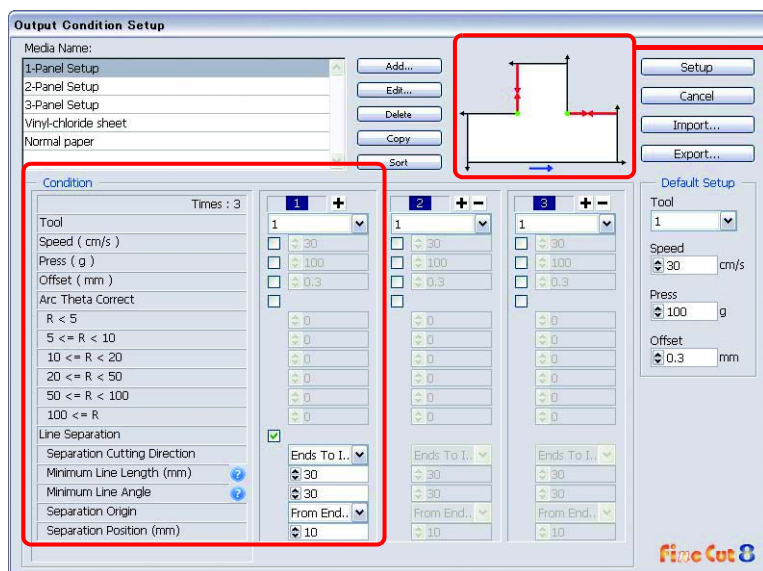 Output Condition Setup
Media Name:
1-Panel Setup
2-Panel Setup
3-Panel Setup
Vinyl-chloride sheet
Normal paper
Add...
Edit...
Delete
Copy
Sort
Setup
Cancel
Import...
Export...
Condition
Times : 3 1 + 2 + − 3 + −
Tool 1 1 1
Speed ( cm/s ) 30 30 30
Press ( g ) 100 100 100
Offset ( mm ) 0.3 0.3 0.3
Arc Theta Correct
R < 5 0 0 0
5 <= R < 10 0 0 0
10 <= R < 20 0 0 0
20 <= R < 50 0 0 0
50 <= R < 100 0 0 0
100 <= R 0 0 0
Line Separation
Separation Cutting Direction Ends To I.. Ends To I.. Ends To I..
Minimum Line Length (mm) ? 30 30 30
Minimum Line Angle ? 30 30 30
Separation Origin From End.. From End.. From End..
Separation Position (mm) 10 10 10
Default Setup
Tool
1
Speed
30 cm/s
Press
100 g
Offset
0.3 mm
Fine Cut 8